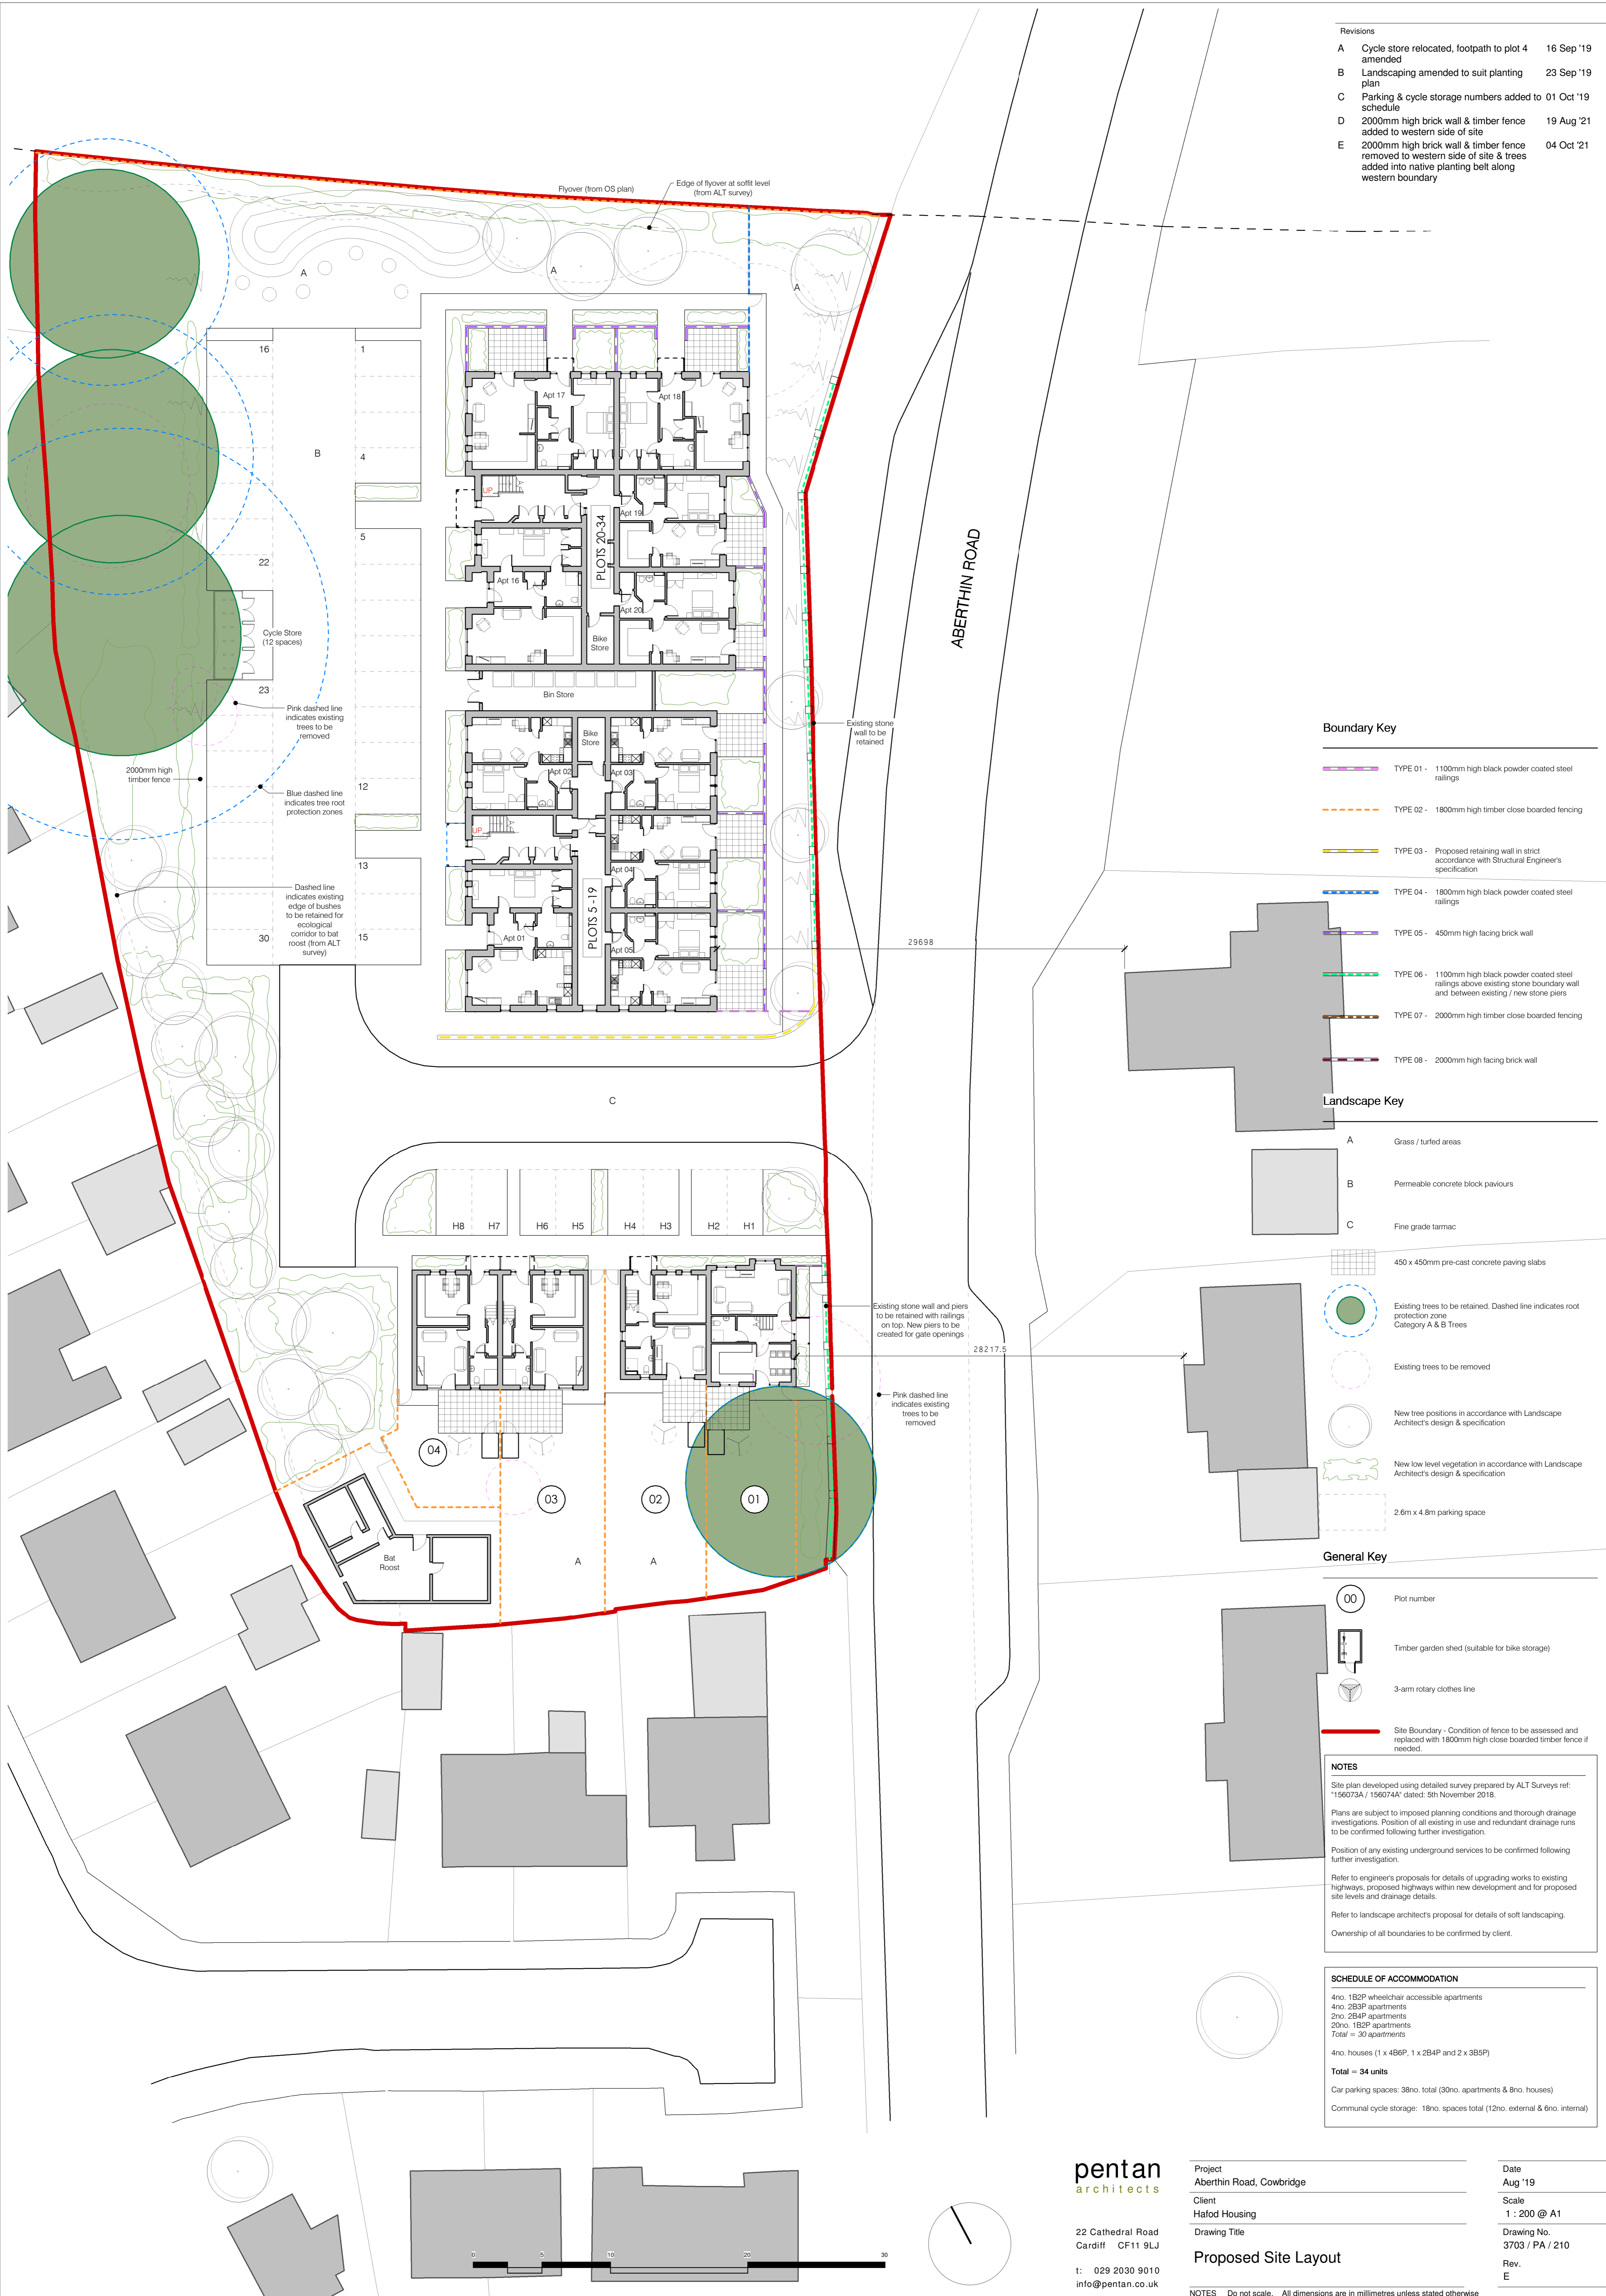 Revisions
A Cycle store relocated, footpath to plot 4 16 Sep '19
amended
B Landscaping amended to suit planting 23 Sep '19
plan
C Parking & cycle storage numbers added to 01 Oct '19
schedule
D 2000mm high brick wall & timber fence 19 Aug '21
added to western side of site
E 2000mm high brick wall & timber fence 04 Oct '21
removed to western side of site & trees
added into native planting belt along
western boundary
Flyover (from OS plan)
Edge of flyover at soffit level
(from ALT survey)
A
A
A
16
1
B
4
5
22
Cycle Store
(12 spaces)
23
Pink dashed line
indicates existing
trees to be
removed
2000mm high
timber fence
Blue dashed line
indicates tree root
protection zones
12
13
Dashed line
indicates existing
edge of bushes
to be retained for
ecological
corridor to bat
roost (from ALT
survey)
30
15
Apt 17
Apt 18
UP
Apt 19
PLOTS 20-34
Apt 16
Apt 20
Bike
Store
Bin Store
Bike
Store
Apt 02
Apt 03
UP
Apt 04
PLOTS 5 -19
Apt 01
Apt 05
ABERTHIN ROAD
Existing stone
wall to be
retained
29698
C
H8 H7 H6 H5 H4 H3 H2 H1
Existing stone wall and piers
to be retained with railings
on top. New piers to be
created for gate openings
28217.5
Pink dashed line
indicates existing
trees to be
removed
04
03
02
01
A
A
Bat
Roost
Boundary Key
TYPE 01 - 1100mm high black powder coated steel
railings
TYPE 02 - 1800mm high timber close boarded fencing
TYPE 03 - Proposed retaining wall in strict
accordance with Structural Engineer's
specification
TYPE 04 - 1800mm high black powder coated steel
railings
TYPE 05 - 450mm high facing brick wall
TYPE 06 - 1100mm high black powder coated steel
railings above existing stone boundary wall
and between existing / new stone piers
TYPE 07 - 2000mm high timber close boarded fencing
TYPE 08 - 2000mm high facing brick wall
Landscape Key
A Grass / turfed areas
B Permeable concrete block paviours
C Fine grade tarmac
450 x 450mm pre-cast concrete paving slabs
Existing trees to be retained. Dashed line indicates root
protection zone
Category A & B Trees
Existing trees to be removed
New tree positions in accordance with Landscape
Architect's design & specification
New low level vegetation in accordance with Landscape
Architect's design & specification
2.6m x 4.8m parking space
General Key
00 Plot number
Timber garden shed (suitable for bike storage)
3-arm rotary clothes line
Site Boundary - Condition of fence to be assessed and
replaced with 1800mm high close boarded timber fence if
needed.
NOTES
Site plan developed using detailed survey prepared by ALT Surveys ref:
"156073A / 156074A" dated: 5th November 2018.
Plans are subject to imposed planning conditions and thorough drainage
investigations. Position of all existing in use and redundant drainage runs
to be confirmed following further investigation.
Position of any existing underground services to be confirmed following
further investigation.
Refer to engineer's proposals for details of upgrading works to existing
highways, proposed highways within new development and for proposed
site levels and drainage details.
Refer to landscape architect's proposal for details of soft landscaping.
Ownership of all boundaries to be confirmed by client.
SCHEDULE OF ACCOMMODATION
4no. 1B2P wheelchair accessible apartments
4no. 2B3P apartments
2no. 2B4P apartments
20no. 1B2P apartments
Total = 30 apartments
4no. houses (1 x 4B6P, 1 x 2B4P and 2 x 3B5P)
Total = 34 units
Car parking spaces: 38no. total (30no. apartments & 8no. houses)
Communal cycle storage: 18no. spaces total (12no. external & 6no. internal)
0 5 10 20 30
pentan
architects
22 Cathedral Road
Cardiff CF11 9LJ
t: 029 2030 9010
info@pentan.co.uk
Project
Aberthin Road, Cowbridge
Client
Hafod Housing
Drawing Title
Proposed Site Layout
Date
Aug '19
Scale
1 : 200 @ A1
Drawing No.
3703 / PA / 210
Rev.
E
NOTES Do not scale. All dimensions are in millimetres unless stated otherwise